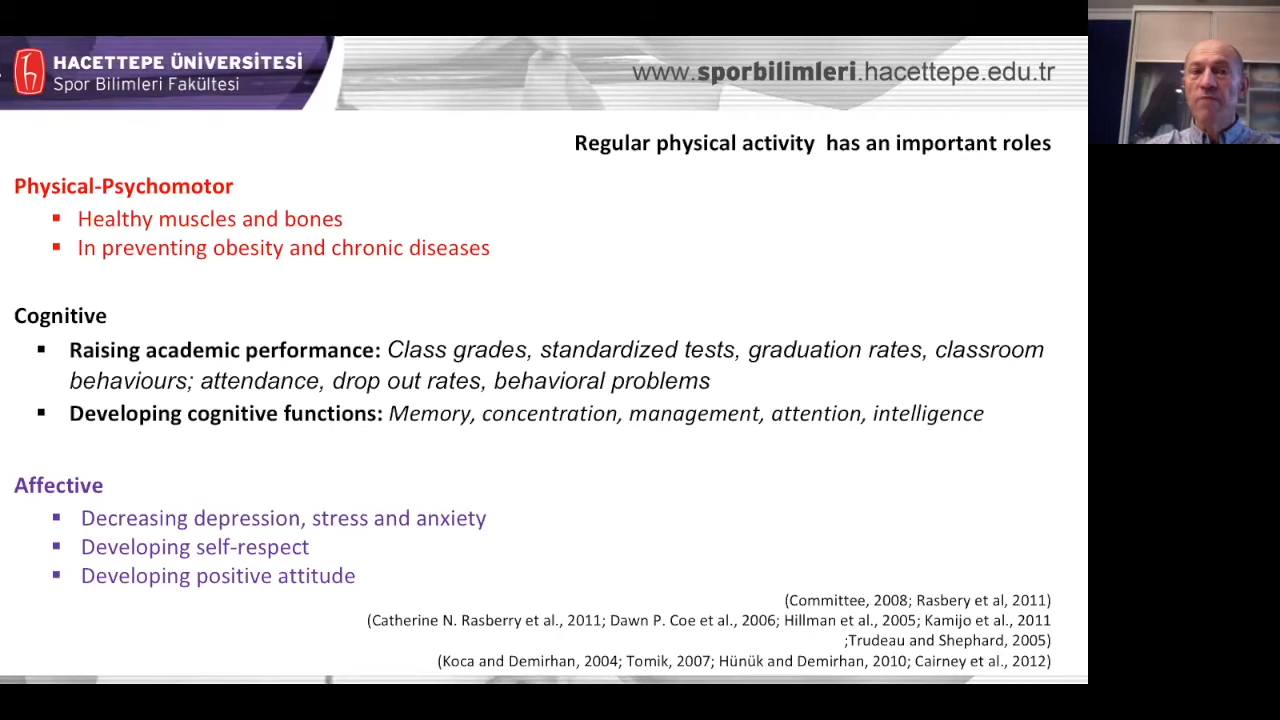 HACETTEPE ÜNİVERSİTESİ
Spor Bilimleri Fakültesi
www.sporbilimleri.hacettepe.edu.tr
Regular physical activity  has an important roles
Physical-Psychomotor
▪ Healthy muscles and bones
▪ In preventing obesity and chronic diseases
Cognitive
▪ Raising academic performance: Class grades, standardized tests, graduation rates, classroom
behaviours; attendance, drop out rates, behavioral problems
▪ Developing cognitive functions: Memory, concentration, management, attention, intelligence
Affective
▪ Decreasing depression, stress and anxiety
▪ Developing self-respect
▪ Developing positive attitude
(Committee, 2008; Rasbery et al, 2011)
(Catherine N. Rasberry et al., 2011; Dawn P. Coe et al., 2006; Hillman et al., 2005; Kamijo et al., 2011
;Trudeau and Shephard, 2005)
(Koca and Demirhan, 2004; Tomik, 2007; Hünük and Demirhan, 2010; Cairney et al., 2012)